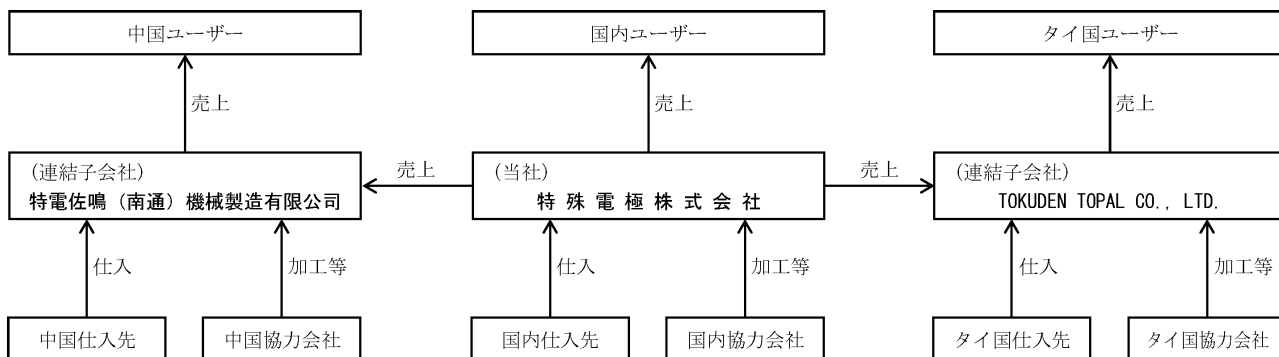 中国ユーザー
国内ユーザー
タイ国ユーザー
売上
売上
売上
(連結子会社)
特電佐鳴（南通）機械製造有限公司
売上
(当社)
特 殊 電 極 株 式 会 社
売上
(連結子会社)
TOKUDEN TOPAL CO., LTD.
仕入
加工等
仕入
加工等
仕入
加工等
中国仕入先
中国協力会社
国内仕入先
国内協力会社
タイ国仕入先
タイ国協力会社